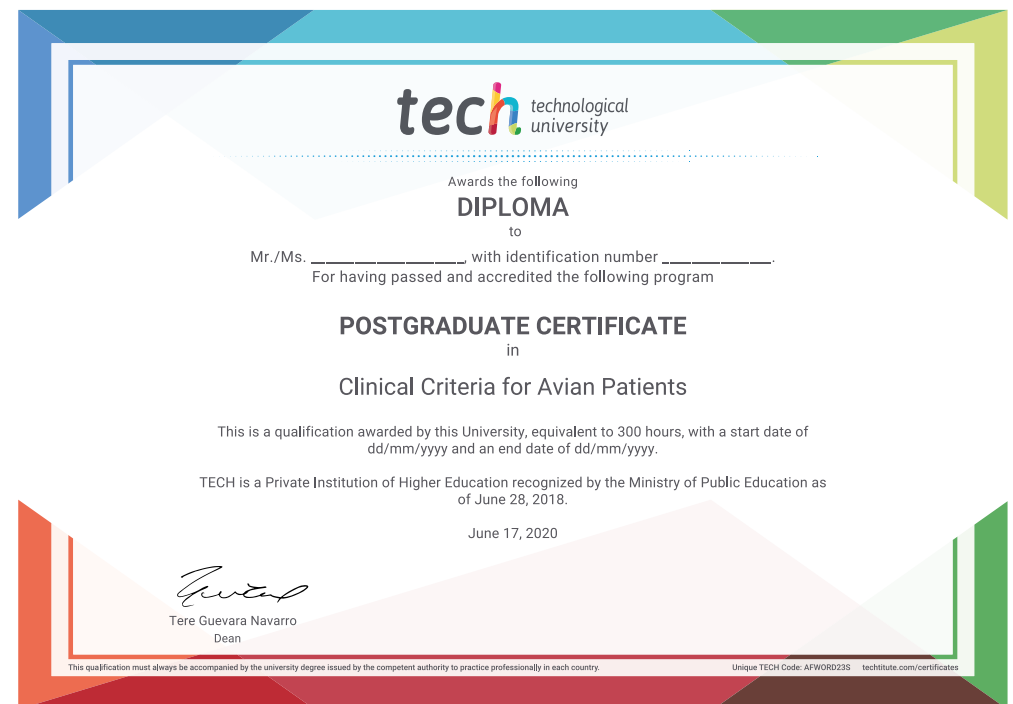 tech technological
university
Awards the following
DIPLOMA
to
Mr./Ms. __________________, with identification number _____________.
For having passed and accredited the following program
POSTGRADUATE CERTIFICATE
in
Clinical Criteria for Avian Patients
This is a qualification awarded by this University, equivalent to 300 hours, with a start date of
dd/mm/yyyy and an end date of dd/mm/yyyy.
TECH is a Private Institution of Higher Education recognized by the Ministry of Public Education as
of June 28, 2018.
June 17, 2020
Tere Guevara Navarro
Dean
This qualification must always be accompanied by the university degree issued by the competent authority to practice professionally in each country. Unique TECH Code: AFWORD23S techtitute.com/certificates